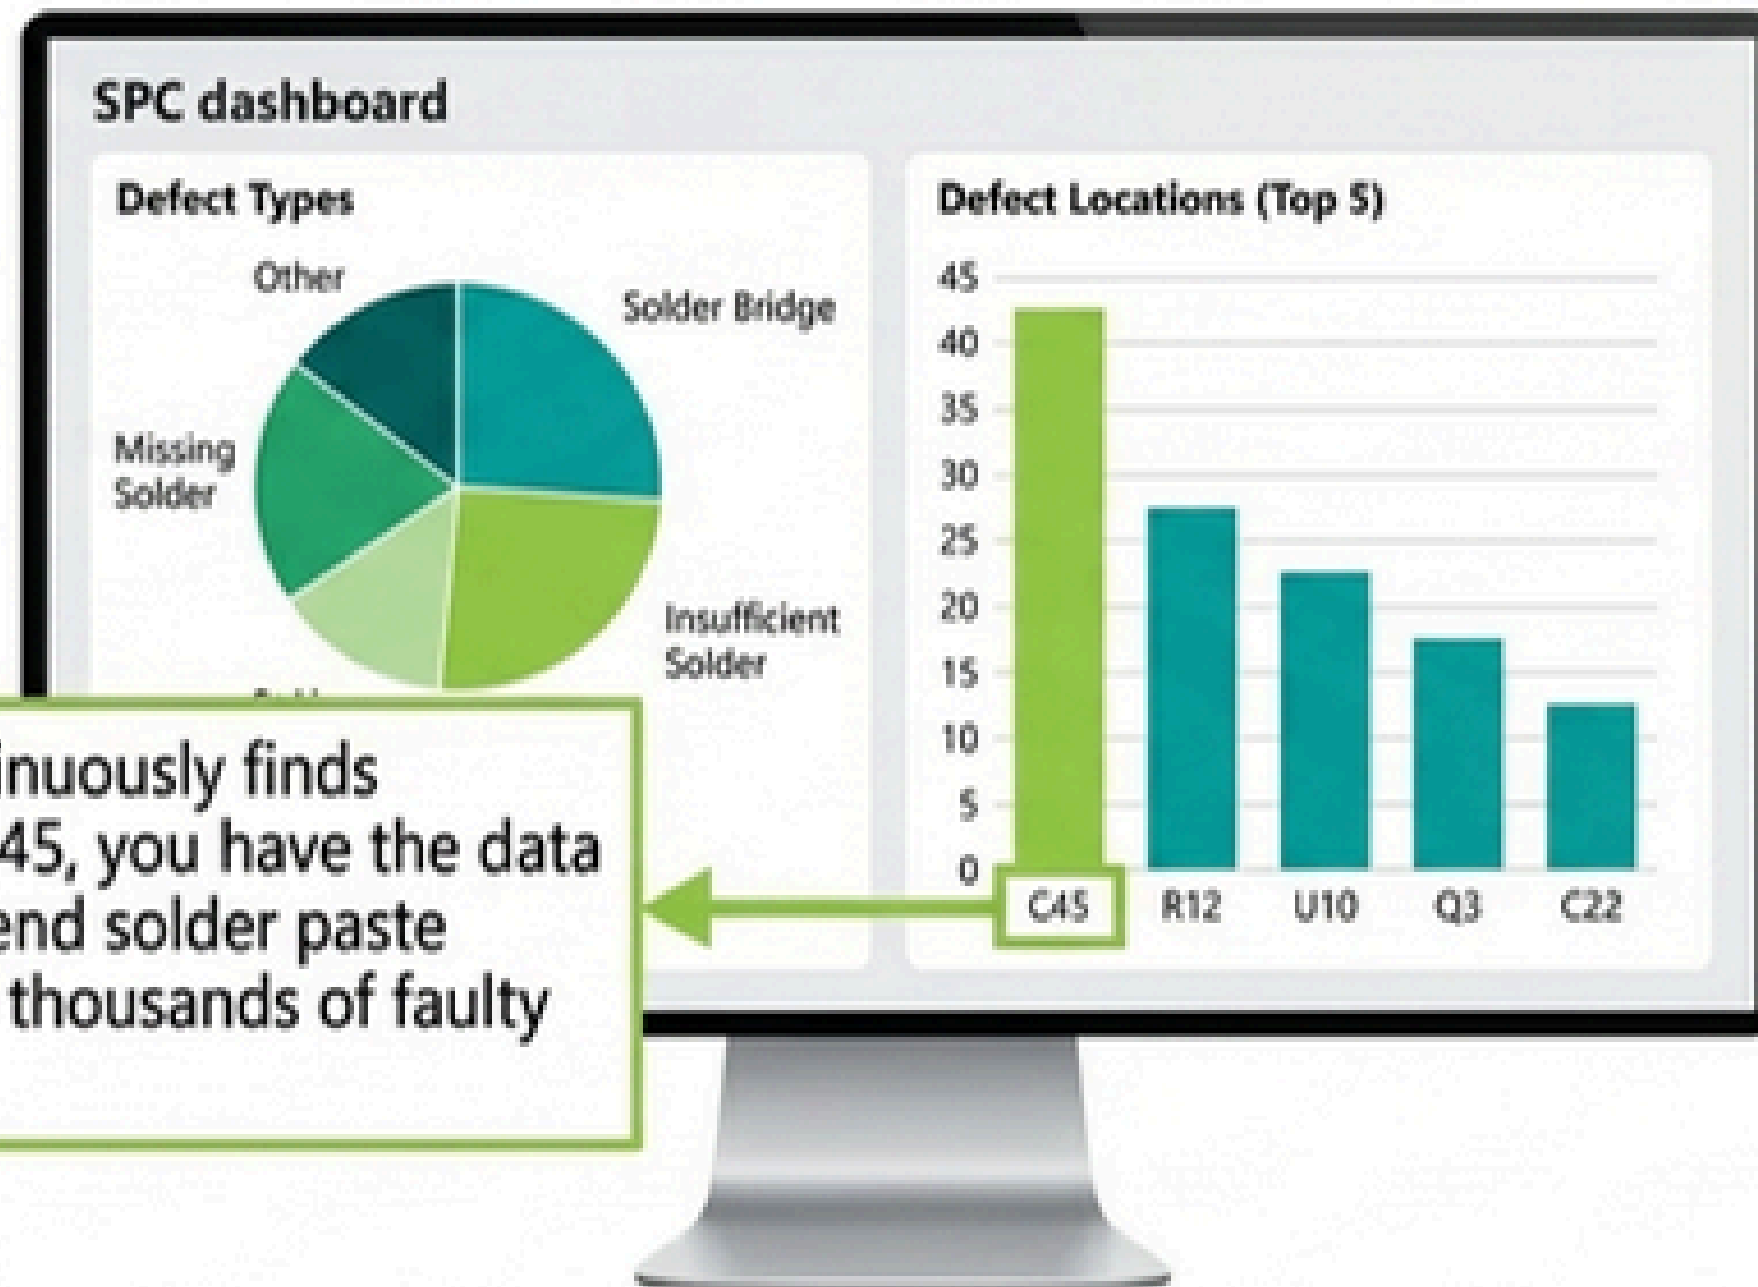 SPC dashboard
Defect Types
Other
Solder Bridge
Missing
Solder
Insufficient
Solder
Defect Locations (Top 5)
45
40
35
30
25
20
15
10
5
0
C45
R12
U10
Q3
C22
inuously finds
45, you have the data
end solder paste
thousands of faulty